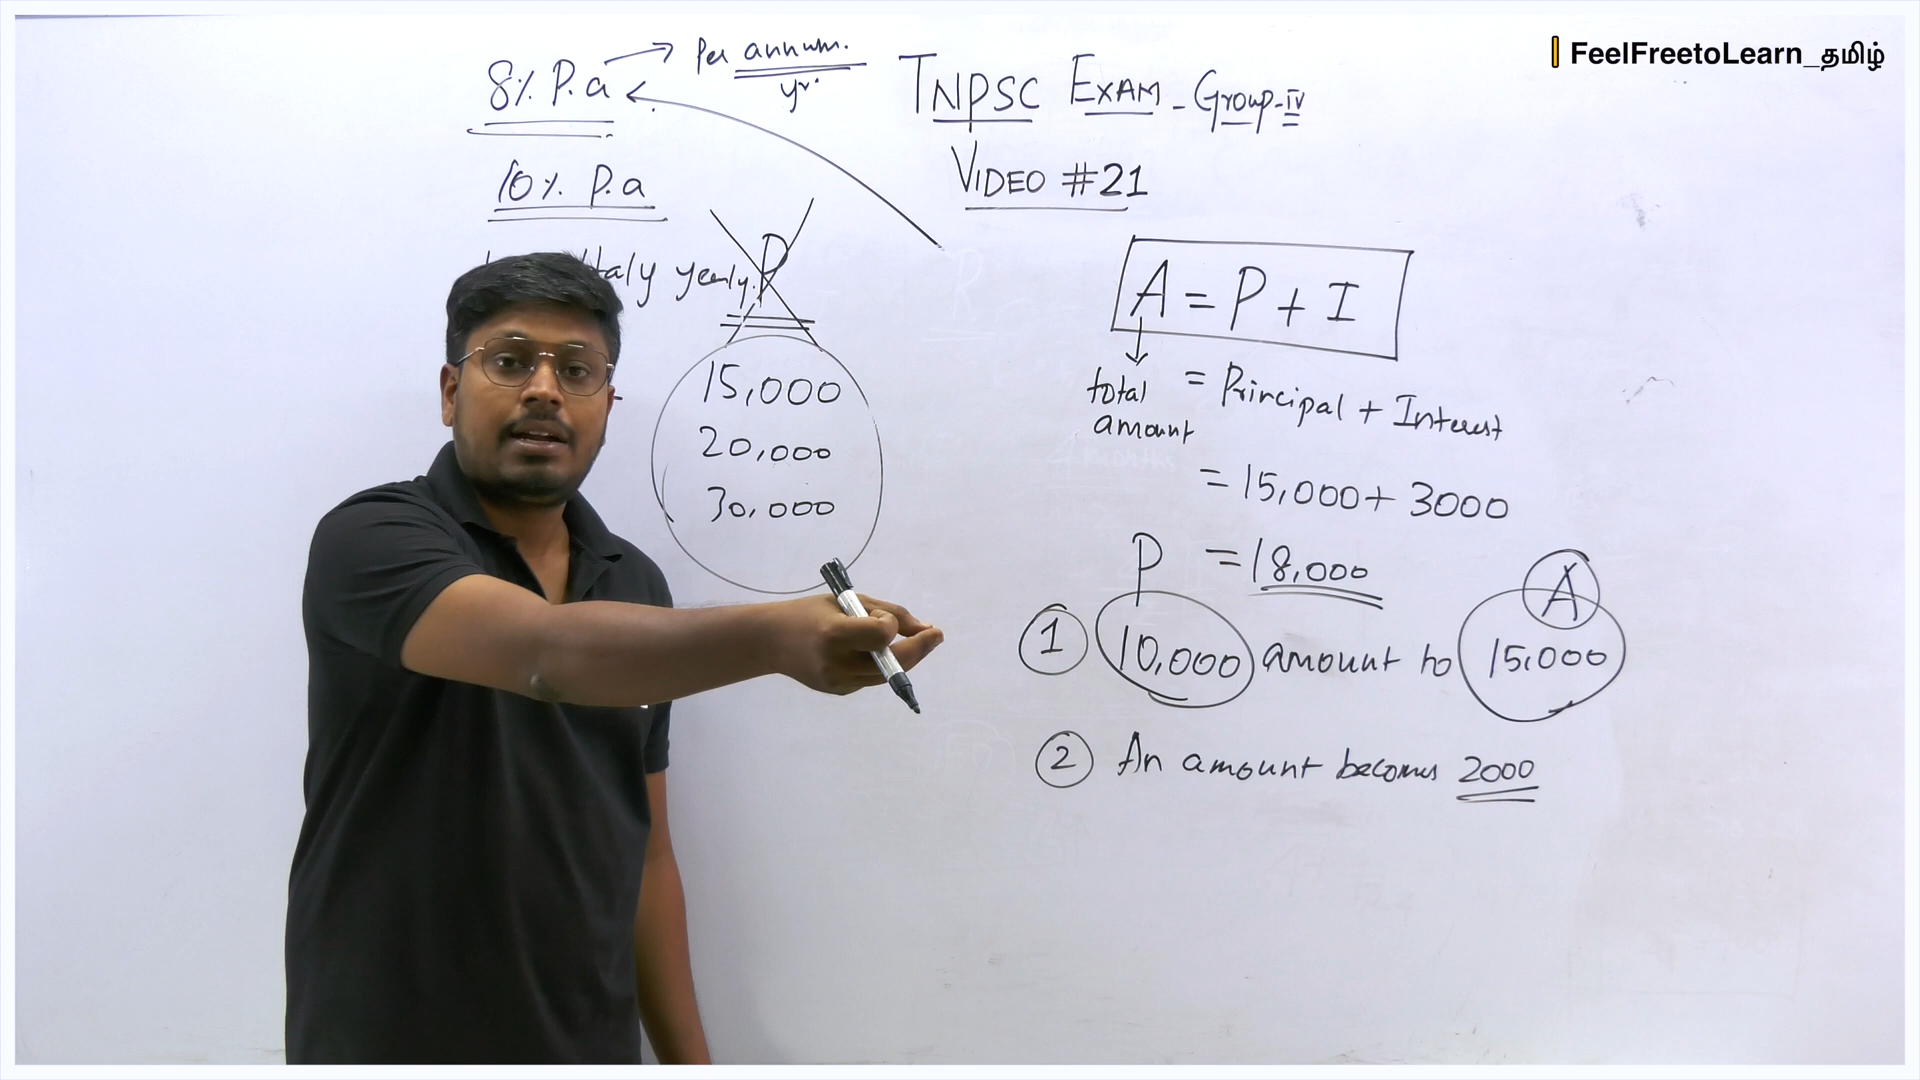 FeelFreetoLearn_தமிழ்
8% P.a
Per annum.
yr.
10% P.a
yearly.
P
15,000
20,000
30,000
TNPSC EXAM - Group-IV
VIDEO #21
A = P + I
total amount = Principal + Interest
= 15,000 + 3000
= 18,000
P
A
1 10,000 amount to 15,000
2 An amount becomes 2000